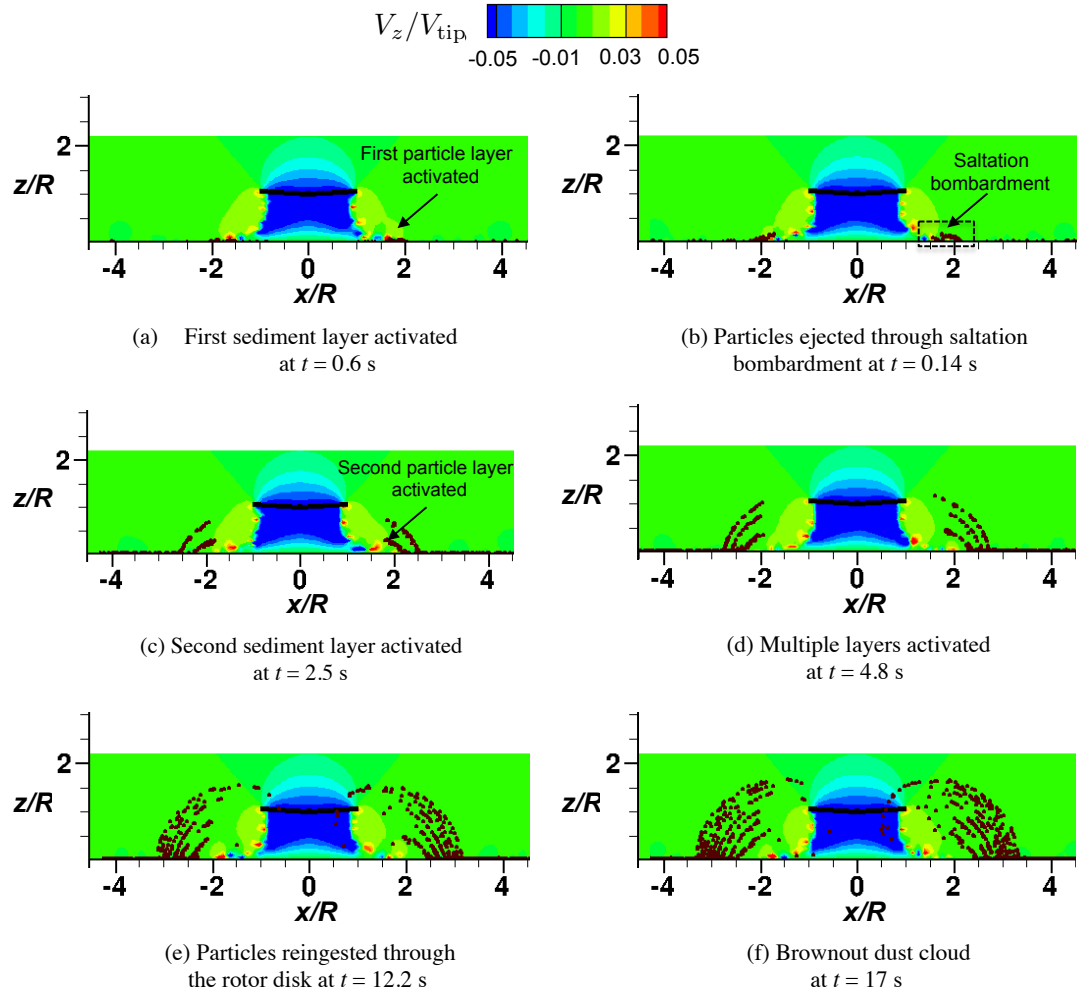 V_z/V_tip
-0.05 -0.01 0.03 0.05
2
First particle layer
activated
z/R
-4 -2 0 2 4
x/R
(a) First sediment layer activated
at t = 0.6 s
2
Saltation
bombardment
z/R
-4 -2 0 2 4
x/R
(b) Particles ejected through saltation
bombardment at t = 0.14 s
2
Second particle layer
activated
z/R
-4 -2 0 2 4
x/R
(c) Second sediment layer activated
at t = 2.5 s
2
z/R
-4 -2 0 2 4
x/R
(d) Multiple layers activated
at t = 4.8 s
2
z/R
-4 -2 0 2 4
x/R
(e) Particles reingested through
the rotor disk at t = 12.2 s
2
z/R
-4 -2 0 2 4
x/R
(f) Brownout dust cloud
at t = 17 s